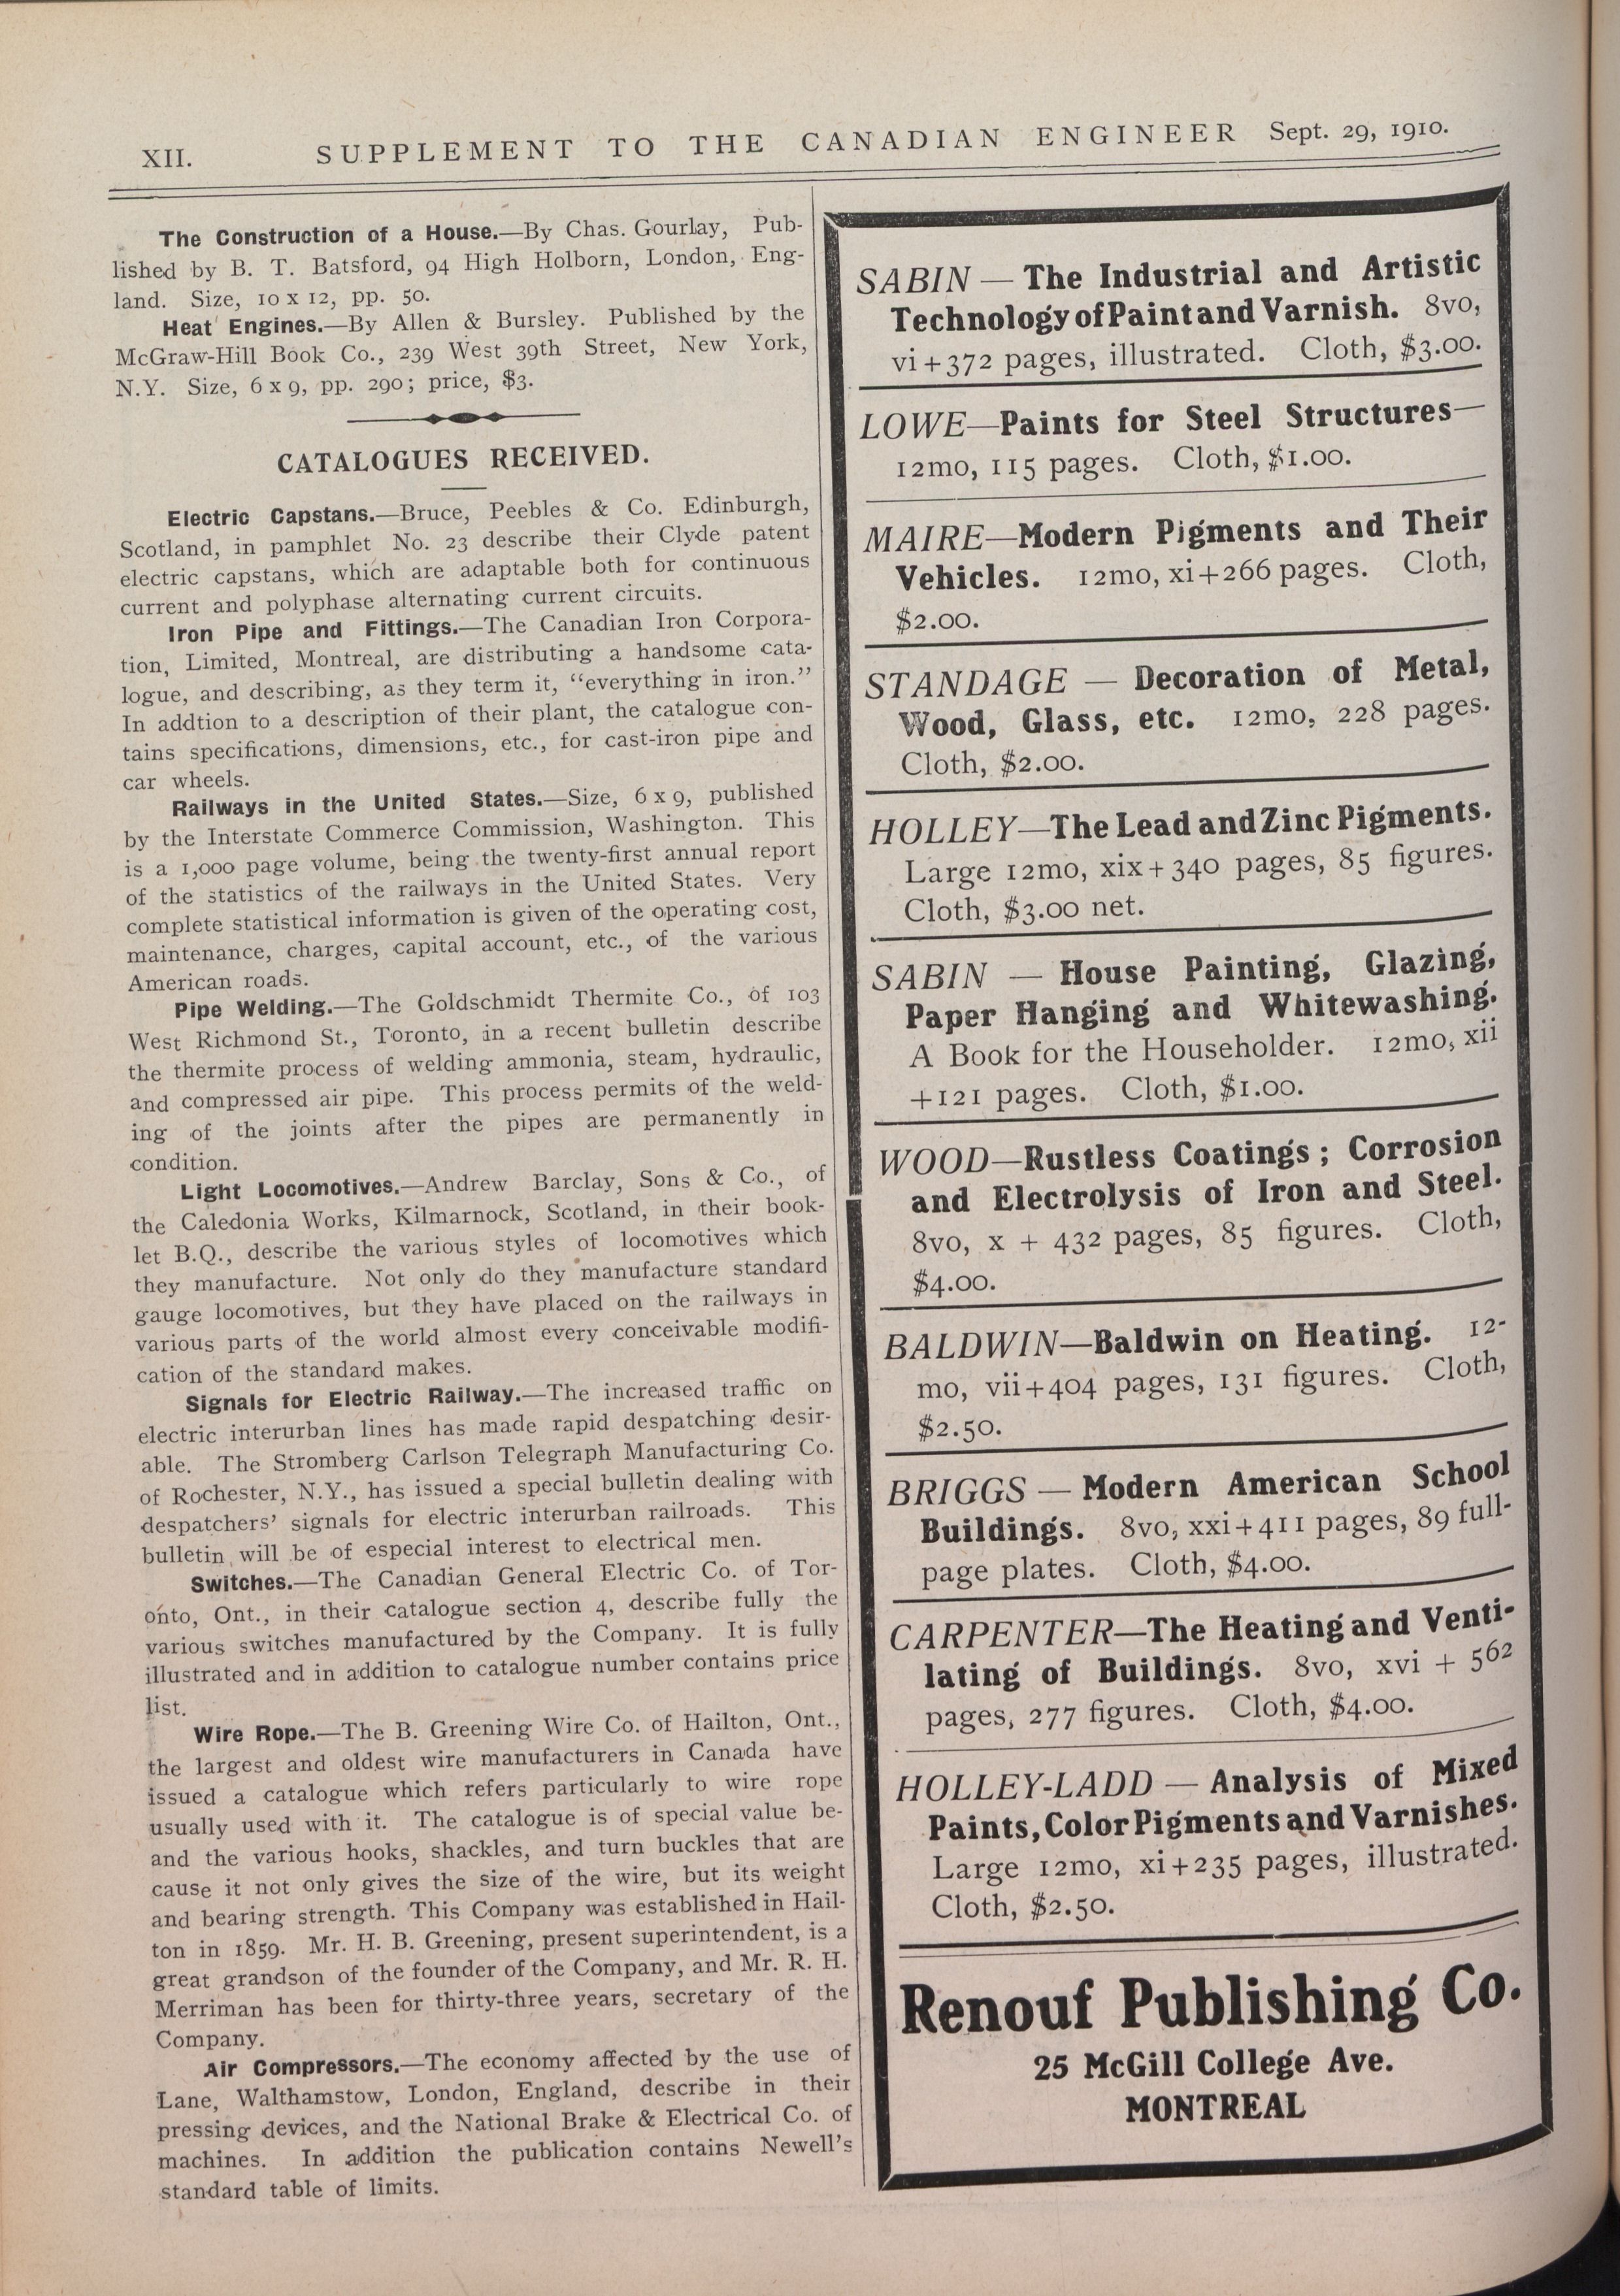 XII. SUPPLEMENT TO THE CANADIAN ENGINEER Sept. 29, 1910.
The Construction of a House.—By Chas. Gourlay, Pub-
lished by B. T. Batsford, 94 High Holborn, London, Eng-
land. Size, 10 x 12, pp. 50.
Heat Engines.—By Allen & Bursley. Published by the
McGraw-Hill Book Co., 239 West 39th Street, New York,
N.Y. Size, 6 x 9, pp. 290; price, $3.
CATALOGUES RECEIVED.
Electric Capstans.—Bruce, Peebles & Co. Edinburgh,
Scotland, in pamphlet No. 23 describe their Clyde patent
electric capstans, which are adaptable both for continuous
current and polyphase alternating current circuits.
Iron Pipe and Fittings.—The Canadian Iron Corpora-
tion, Limited, Montreal, are distributing a handsome cata-
logue, and describing, as they term it, “everything in iron.”
In addtion to a description of their plant, the catalogue con-
tains specifications, dimensions, etc., for cast-iron pipe and
car wheels.
Railways in the United States.—Size, 6 x 9, published
by the Interstate Commerce Commission, Washington. This
is a 1,000 page volume, being the twenty-first annual report
of the statistics of the railways in the United States. Very
complete statistical information is given of the operating cost,
maintenance, charges, capital account, etc., of the various
American roads.
Pipe Welding.—The Goldschmidt Thermite Co., of 103
West Richmond St., Toronto, in a recent bulletin describe
the thermite process of welding ammonia, steam, hydraulic,
and compressed air pipe. This process permits of the weld-
ing of the joints after the pipes are permanently in
condition.
Light Locomotives.—Andrew Barclay, Sons & Co., of
the Caledonia Works, Kilmarnock, Scotland, in their book-
let B.Q., describe the various styles of locomotives which
they manufacture. Not only do they manufacture standard
gauge locomotives, but they have placed on the railways in
various parts of the world almost every conceivable modifi-
cation of the standard makes.
Signals for Electric Railway.—The increased traffic on
electric interurban lines has made rapid despatching desir-
able. The Stromberg Carlson Telegraph Manufacturing Co.
of Rochester, N.Y., has issued a special bulletin dealing with
despatchers’ signals for electric interurban railroads. This
bulletin will be of especial interest to electrical men.
Switches.—The Canadian General Electric Co. of Tor-
onto, Ont., in their catalogue section 4, describe fully the
various switches manufactured by the Company. It is fully
illustrated and in addition to catalogue number contains price
list.
Wire Rope.—The B. Greening Wire Co. of Hailton, Ont.,
the largest and oldest wire manufacturers in Canada have
issued a catalogue which refers particularly to wire rope
usually used with it. The catalogue is of special value be-
and the various hooks, shackles, and turn buckles that are
cause it not only gives the size of the wire, but its weight
and bearing strength. This Company was established in Hail-
ton in 1859. Mr. H. B. Greening, present superintendent, is a
great grandson of the founder of the Company, and Mr. R. H.
Merriman has been for thirty-three years, secretary of the
Company.
Air Compressors.—The economy affected by the use of
Lane, Walthamstow, London, England, describe in their
pressing devices, and the National Brake & Electrical Co. of
machines. In addition the publication contains Newell’s
standard table of limits.
SABIN — The Industrial and Artistic
Technology of Paint and Varnish. 8vo,
vi+372 pages, illustrated. Cloth, $3.00.
LOWE—Paints for Steel Structures—
12mo, 115 pages. Cloth, $1.00.
MAIRE—Modern Pigments and Their
Vehicles. 12mo, xi+266 pages. Cloth,
$2.00.
STANDAGE — Decoration of Metal,
Wood, Glass, etc. 12mo, 228 pages.
Cloth, $2.00.
HOLLEY—The Lead and Zinc Pigments.
Large 12mo, xix+340 pages, 85 figures.
Cloth, $3.00 net.
SABIN — House Painting, Glazing,
Paper Hanging and Whitewashing.
A Book for the Householder. 12mo, xii
+121 pages. Cloth, $1.00.
WOOD—Rustless Coatings; Corrosion
and Electrolysis of Iron and Steel.
8vo, x + 432 pages, 85 figures. Cloth,
$4.00.
BALDWIN—Baldwin on Heating. 12-
mo, vii+404 pages, 131 figures. Cloth,
$2.50.
BRIGGS — Modern American School
Buildings. 8vo, xxi+411 pages, 89 full-
page plates. Cloth, $4.00.
CARPENTER—The Heating and Venti-
lating of Buildings. 8vo, xvi + 562
pages, 277 figures. Cloth, $4.00.
HOLLEY-LADD — Analysis of Mixed
Paints, Color Pigments and Varnishes.
Large 12mo, xi+235 pages, illustrated.
Cloth, $2.50.
Renouf Publishing Co.
25 McGill College Ave.
MONTREAL